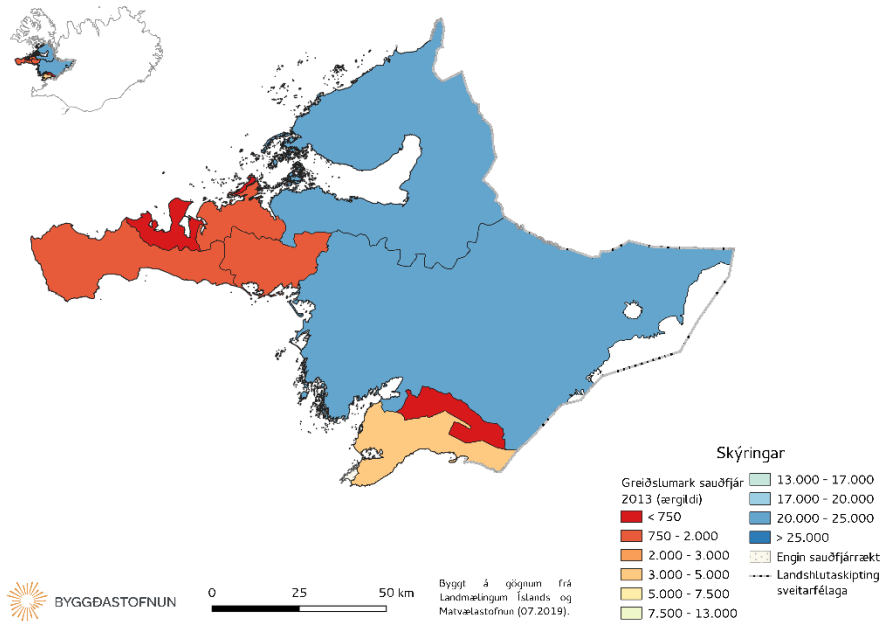 Skýringar
Greiðslumark sauðfjár
2013 (ærgildi)
< 750
750 - 2.000
2.000 - 3.000
3.000 - 5.000
5.000 - 7.500
7.500 - 13.000
13.000 - 17.000
17.000 - 20.000
20.000 - 25.000
> 25.000
Engin sauðfjárrækt
Landshlutaskipting
sveitarfélaga
BYGGÐASTOFNUN
0 25 50 km
Byggt á gögnum frá
Landmælingum Íslands og
Matvælastofnun (07.2019).